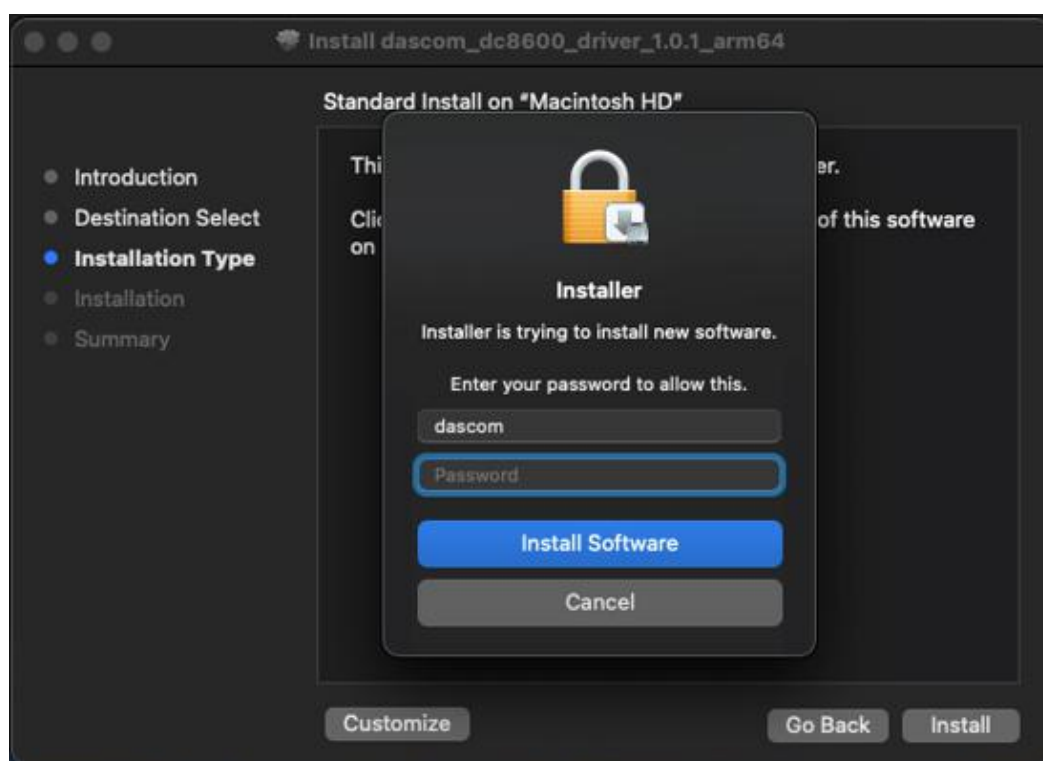 Install dascom_dc8600_driver_1.0.1_arm64
Standard Install on "Macintosh HD"
Introduction
Destination Select
Installation Type
Installation
Summary
Thi
er.
Clic
of this software
on
Installer
Installer is trying to install new software.
Enter your password to allow this.
dascom
Password
Install Software
Cancel
Customize
Go Back
Install